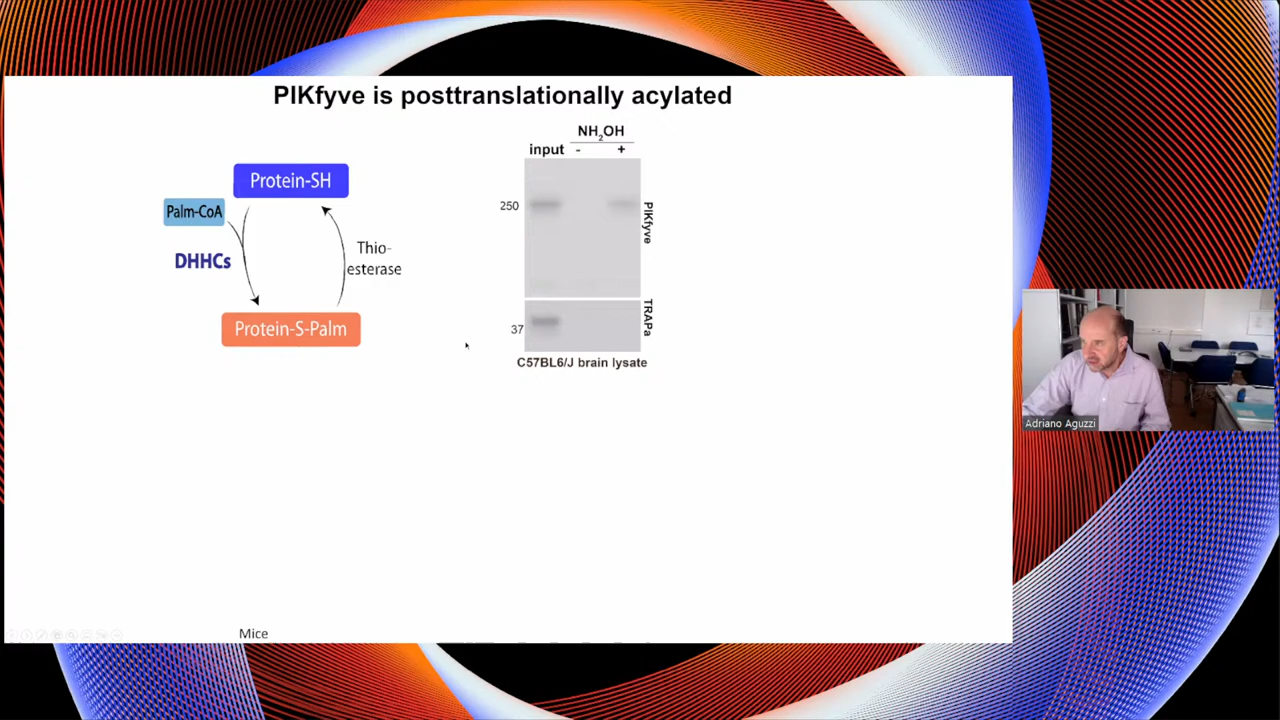 PIKfyve is posttranslationally acylated
Protein-SH
Palm-CoA
DHHCs
Thio-
esterase
Protein-S-Palm
NH2OH
input - +
250
PIKfyve
37
TRAPa
C57BL6/J brain lysate
Mice
Adriano Aguzzi